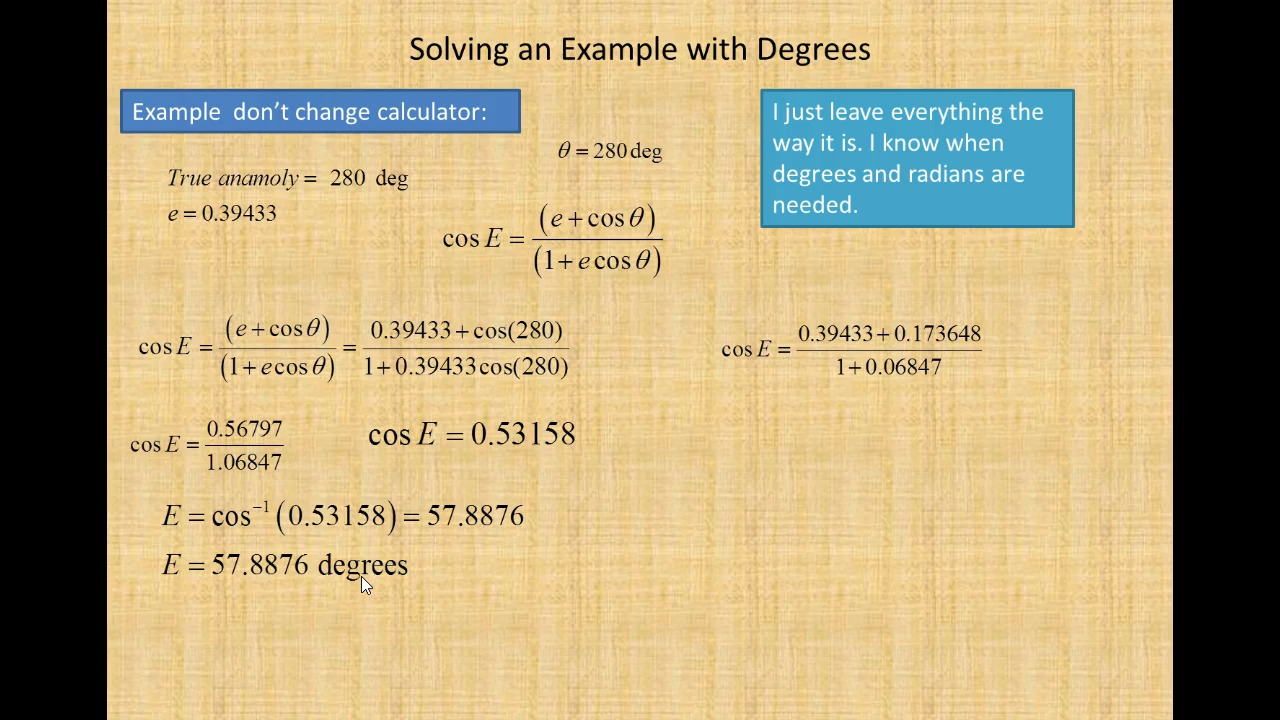 Solving an Example with Degrees
Example don't change calculator:
I just leave everything the
way it is. I know when
degrees and radians are
needed.
θ = 280 deg
True anamoly = 280 deg
e = 0.39433
cos E = (e + cos θ) / (1 + e cos θ)
cos E = (e + cos θ) / (1 + e cos θ) = 0.39433 + cos(280) / 1 + 0.39433 cos(280)
cos E = 0.39433 + 0.173648 / 1 + 0.06847
cos E = 0.56797 / 1.06847
cos E = 0.53158
E = cos⁻¹ (0.53158) = 57.8876
E = 57.8876 degrees